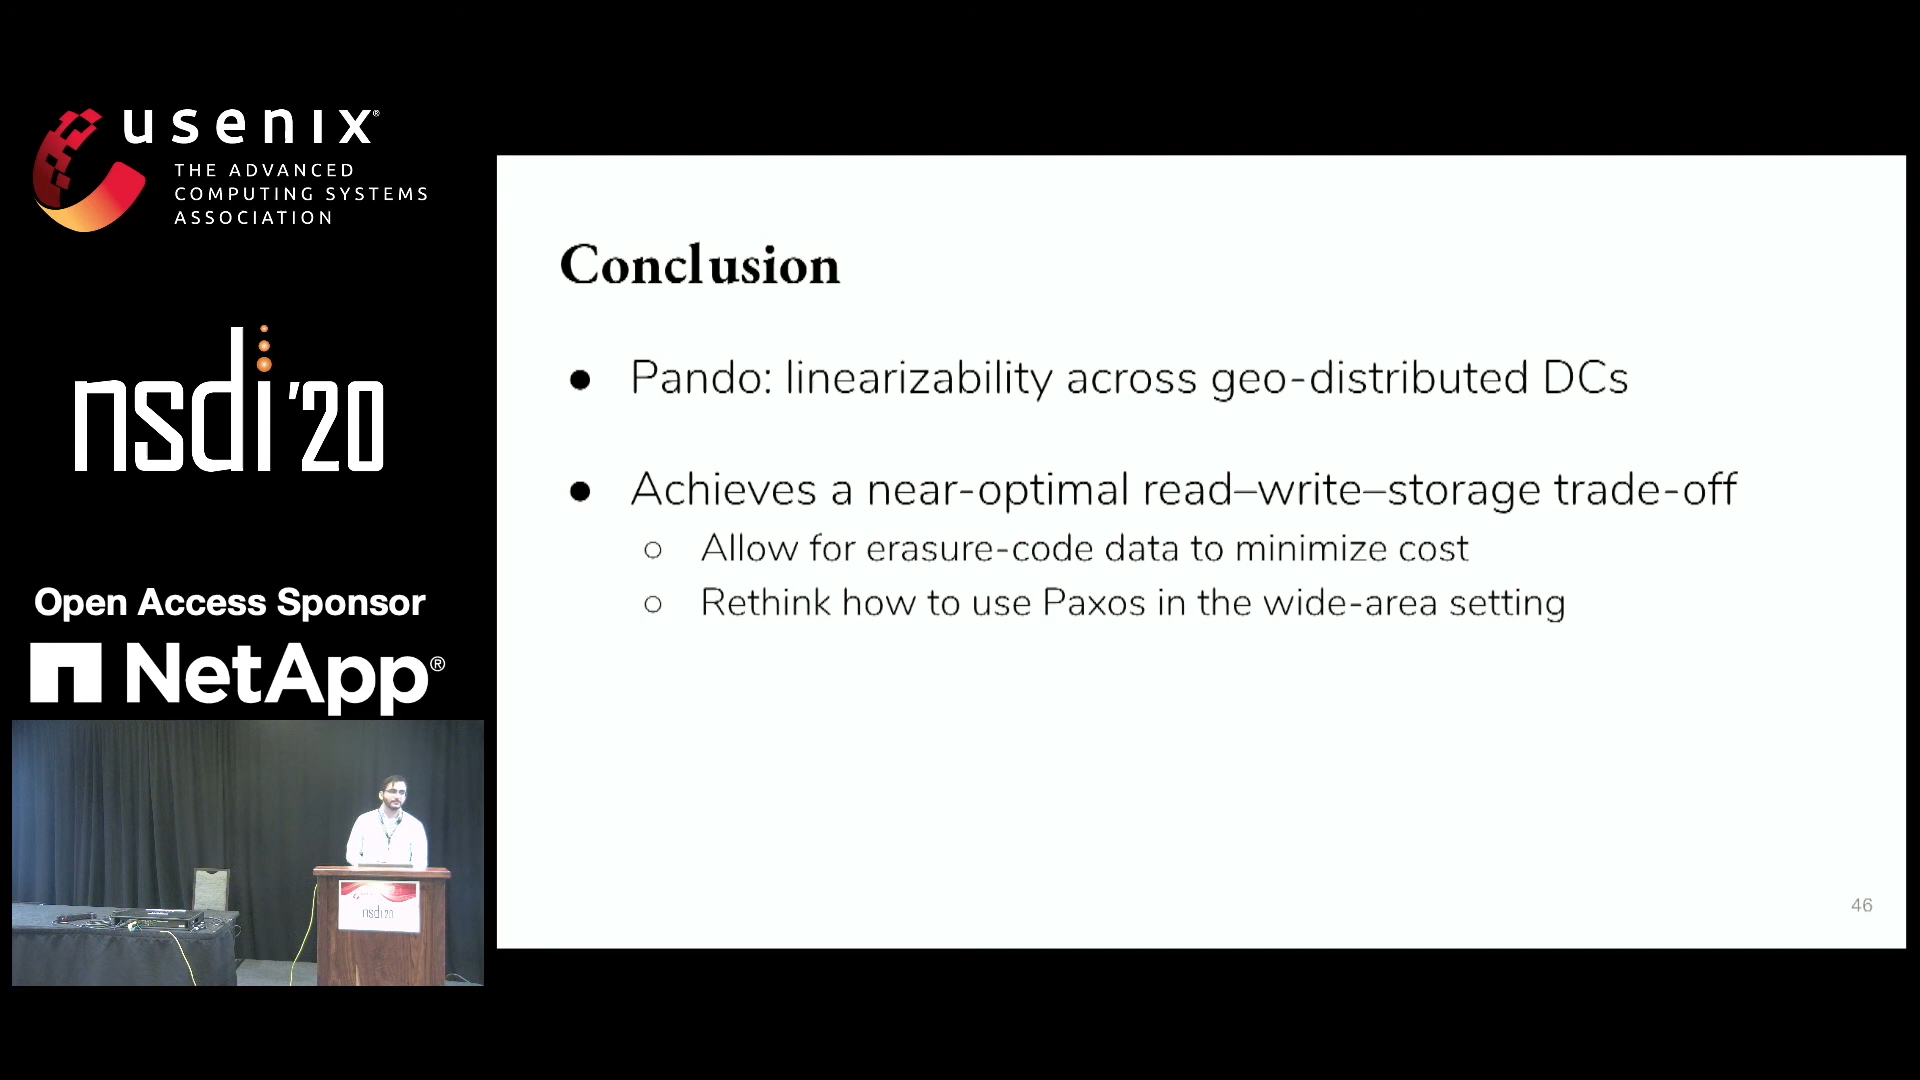 usenix®
THE ADVANCED
COMPUTING SYSTEMS
ASSOCIATION
nsdi '20
Open Access Sponsor
NetApp®
nsdi 20
Conclusion
● Pando: linearizability across geo-distributed DCs
● Achieves a near-optimal read–write–storage trade-off
○ Allow for erasure-code data to minimize cost
○ Rethink how to use Paxos in the wide-area setting
46